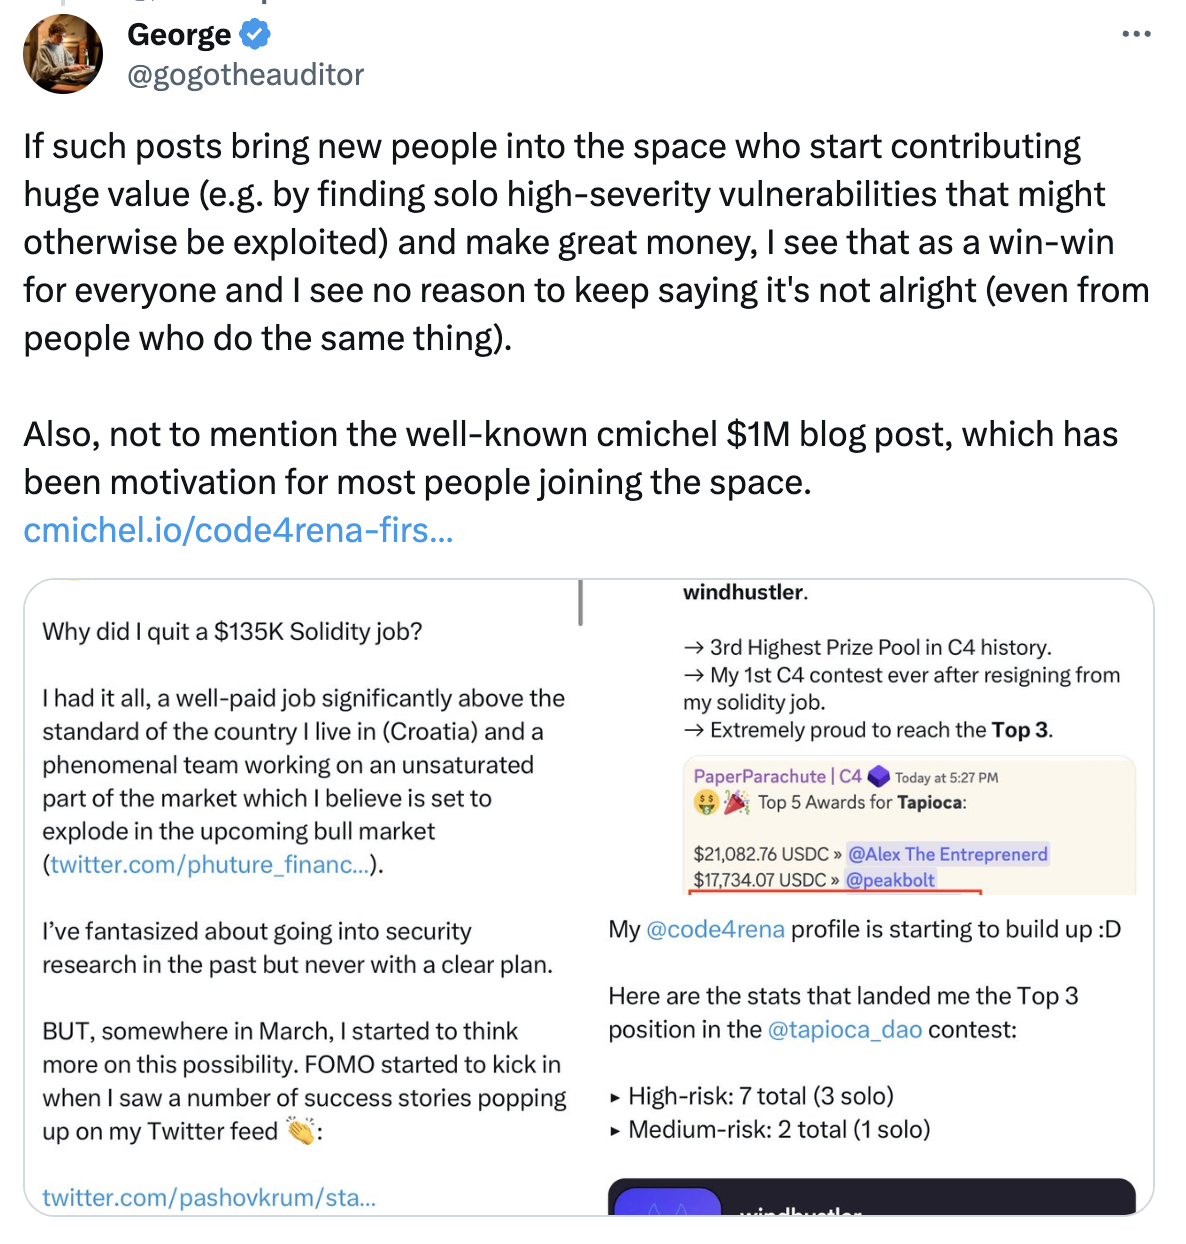 George
@gogotheauditor
If such posts bring new people into the space who start contributing
huge value (e.g. by finding solo high-severity vulnerabilities that might
otherwise be exploited) and make great money, I see that as a win-win
for everyone and I see no reason to keep saying it's not alright (even from
people who do the same thing).
Also, not to mention the well-known cmichel $1M blog post, which has
been motivation for most people joining the space.
cmichel.io/code4rena-firs...
Why did I quit a $135K Solidity job?
I had it all, a well-paid job significantly above the
standard of the country I live in (Croatia) and a
phenomenal team working on an unsaturated
part of the market which I believe is set to
explode in the upcoming bull market
(twitter.com/phuture_financ...).
I've fantasized about going into security
research in the past but never with a clear plan.
BUT, somewhere in March, I started to think
more on this possibility. FOMO started to kick in
when I saw a number of success stories popping
up on my Twitter feed 👏:
twitter.com/pashovkrum/sta...
windhustler.
→ 3rd Highest Prize Pool in C4 history.
→ My 1st C4 contest ever after resigning from
my solidity job.
→ Extremely proud to reach the Top 3.
PaperParachute | C4 Today at 5:27 PM
🤑 🎉 Top 5 Awards for Tapioca:
$21,082.76 USDC » @Alex The Entreprenerd
$17,734.07 USDC » @peakbolt
My @code4rena profile is starting to build up :D
Here are the stats that landed me the Top 3
position in the @tapioca_dao contest:
▸ High-risk: 7 total (3 solo)
▸ Medium-risk: 2 total (1 solo)
windhustler